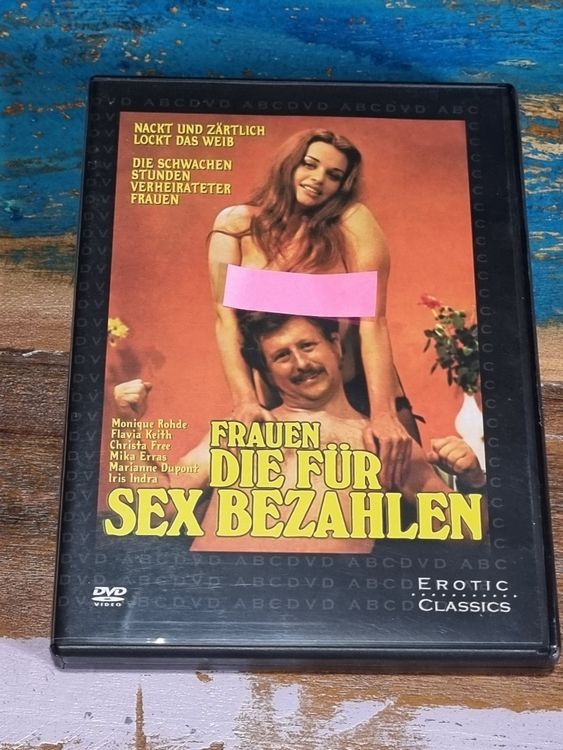 NACKT UND ZÄRTLICH
LOCKT DAS WEIB
DIE SCHWACHEN
STUNDEN
VERHEIRATETER
FRAUEN
Monique Rohde
Flavia Keith
Christa Free
Mika Erras
Marianne Dupont
Iris Indra
FRAUEN
DIE FÜR
SEX BEZAHLEN
DVD
VIDEO
EROTIC
CLASSICS